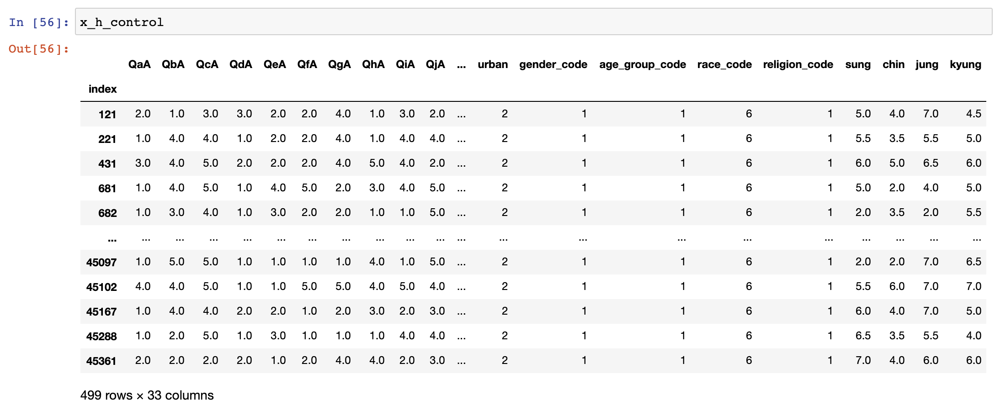 In [56]: x_h_control
Out[56]:
QaA QbA QcA QdA QeA QfA QgA QhA QiA QjA ... urban gender_code age_group_code race_code religion_code sung chin jung kyung
index
121 2.0 1.0 3.0 3.0 2.0 2.0 4.0 1.0 3.0 2.0 ... 2 1 1 6 1 5.0 4.0 7.0 4.5
221 1.0 4.0 4.0 1.0 2.0 2.0 4.0 1.0 4.0 4.0 ... 2 1 1 6 1 5.5 3.5 5.5 5.0
431 3.0 4.0 5.0 2.0 2.0 2.0 4.0 5.0 4.0 2.0 ... 2 1 1 6 1 6.0 5.0 6.5 6.0
681 1.0 4.0 5.0 1.0 4.0 5.0 2.0 3.0 4.0 5.0 ... 2 1 1 6 1 5.0 2.0 4.0 5.0
682 1.0 3.0 4.0 1.0 3.0 2.0 2.0 1.0 1.0 5.0 ... 2 1 1 6 1 2.0 3.5 2.0 5.5
... ... ... ... ... ... ... ... ... ... ... ... ... ... ... ... ... ... ... ... ...
45097 1.0 5.0 5.0 1.0 1.0 1.0 1.0 4.0 1.0 5.0 ... 2 1 1 6 1 2.0 2.0 7.0 6.5
45102 4.0 4.0 5.0 1.0 1.0 5.0 5.0 4.0 5.0 4.0 ... 2 1 1 6 1 5.5 6.0 7.0 7.0
45167 1.0 4.0 4.0 2.0 2.0 1.0 2.0 3.0 2.0 3.0 ... 2 1 1 6 1 6.0 4.0 7.0 5.0
45288 1.0 2.0 5.0 1.0 3.0 1.0 1.0 1.0 4.0 4.0 ... 2 1 1 6 1 6.5 3.5 5.5 4.0
45361 2.0 2.0 2.0 2.0 1.0 2.0 4.0 4.0 2.0 3.0 ... 2 1 1 6 1 7.0 4.0 6.0 6.0
499 rows × 33 columns